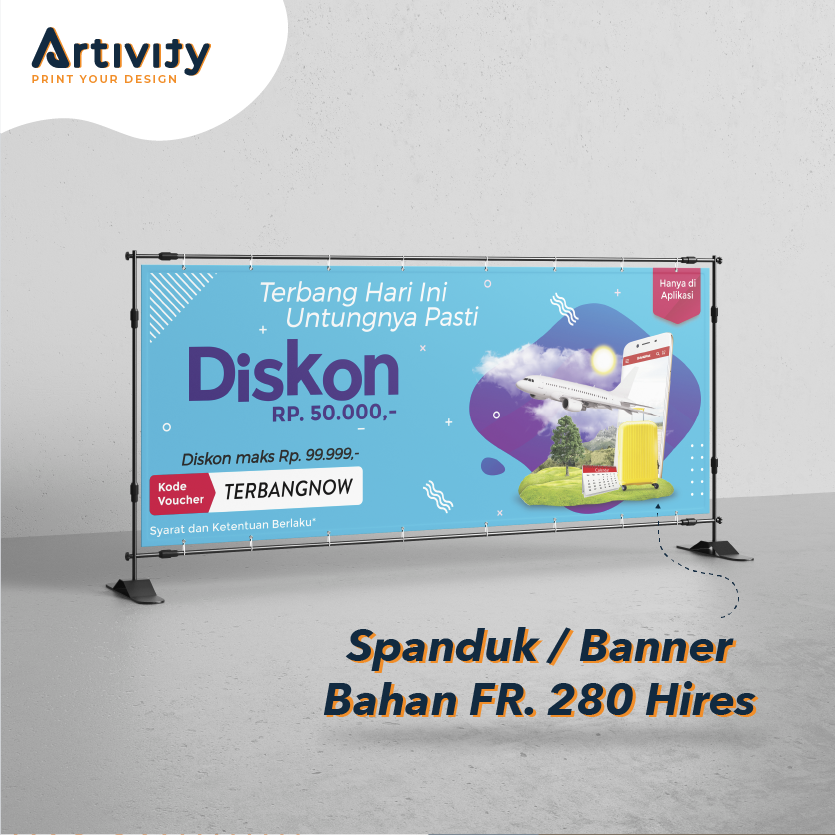 Artivity
PRINT YOUR DESIGN
Terbang Hari Ini
Untungnya Pasti
Hanya di
Aplikasi
Diskon
RP. 50.000,-
Diskon maks Rp. 99.999,-
Kode
Voucher
TERBANGNOW
Syarat dan Ketentuan Berlaku*
Spanduk / Banner
Bahan FR. 280 Hires